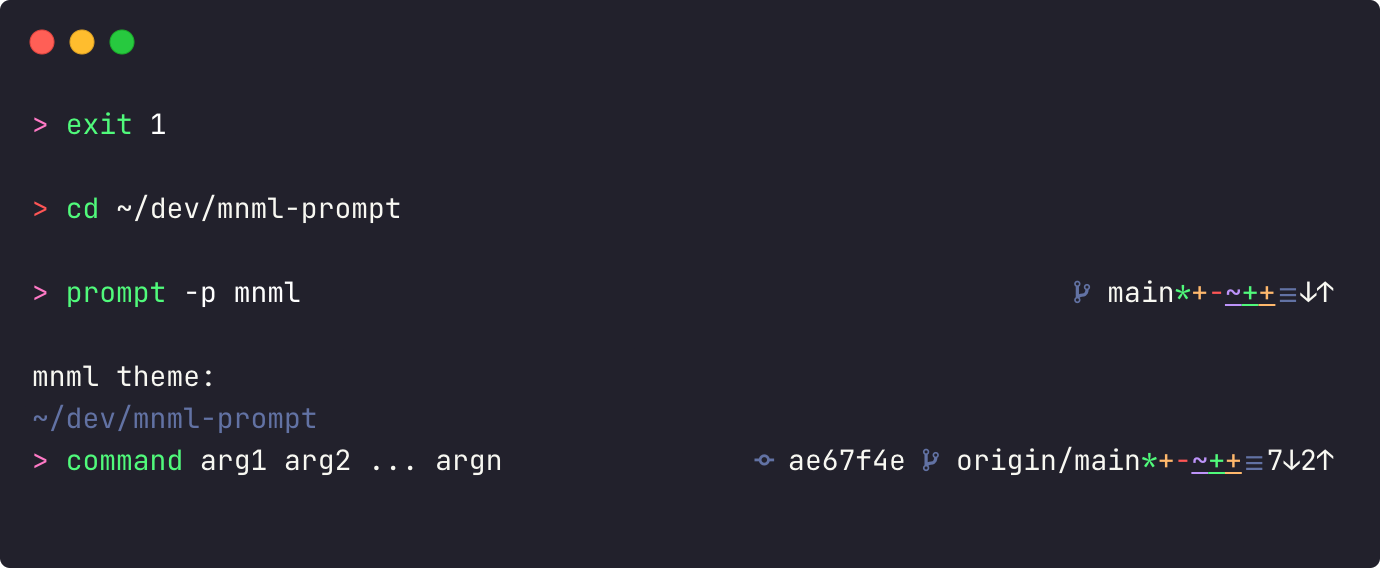 > exit 1
> cd ~/dev/mnml-prompt
> prompt -p mnml main*+-~++≡↓↑
mnml theme:
~/dev/mnml-prompt
> command arg1 arg2 ... argn ae67f4e origin/main*+-~++≡7↓2↑